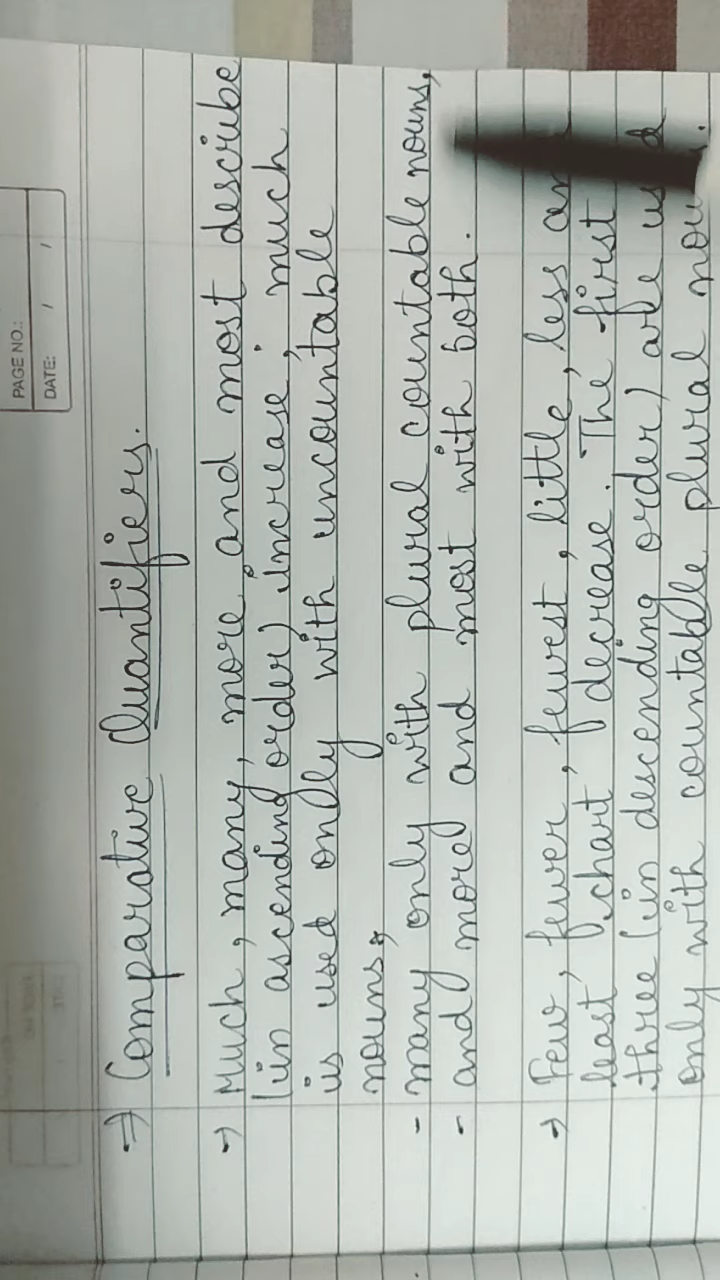 PAGE NO.:
DATE: / /
→ Comparative Quantifiers.
→ Much, many, more and most describe
(in ascending order) increase; much
is used only with uncountable
nouns,
- many only with plural countable nouns,
- and more and most with both.
→ Few, fewer, fewest, little, less
least, chart decrease. The first
three (in descending order) are used
only with countable plural